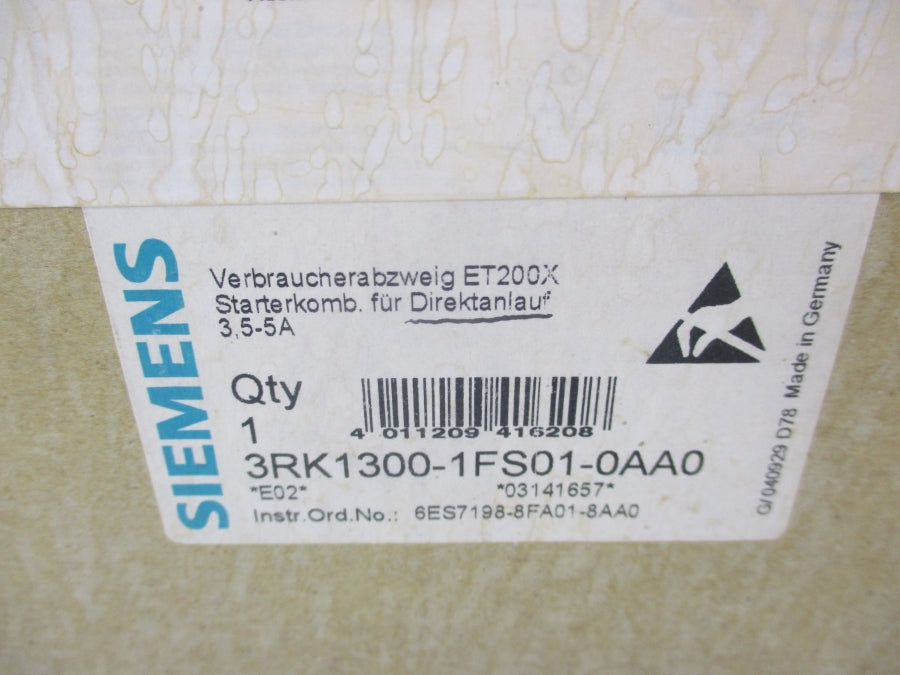 SIEMENS
Verbraucherabzweig ET200X
Starterkomb. für Direktanlauf
3,5-5A
Qty
1
4 011209 416208
3RK1300-1FS01-0AA0
*E02* *03141657*
Instr.Ord.No.: 6ES7198-8FA01-8AA0
G/040929 D78 Made in Germany